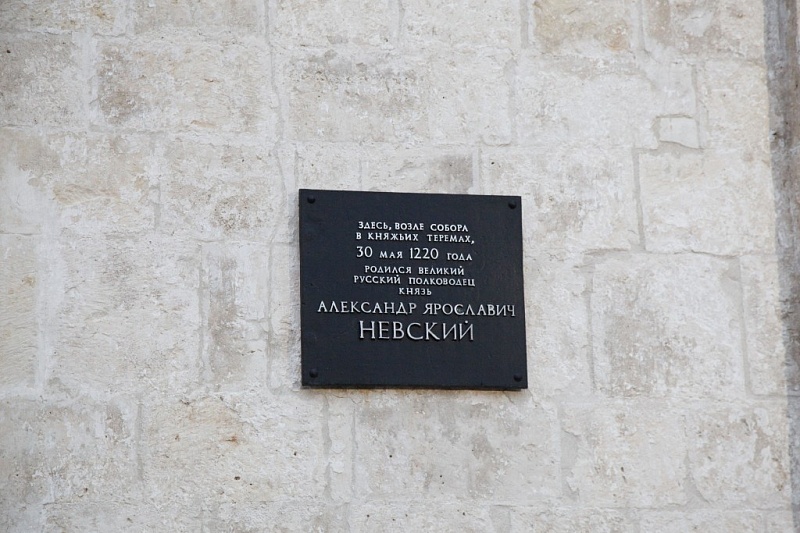 ЗДЕСЬ, ВОЗЛЕ СОБОРА
В КНЯЖЬИХ ТЕРЕМАХ,
30 МАЯ 1220 ГОДА
РОДИЛСЯ ВЕЛИКИЙ
РУССКИЙ ПОЛКОВОДЕЦ
КНЯЗЬ
АЛЕКСАНДР ЯРОСЛАВИЧ
НЕВСКИЙ